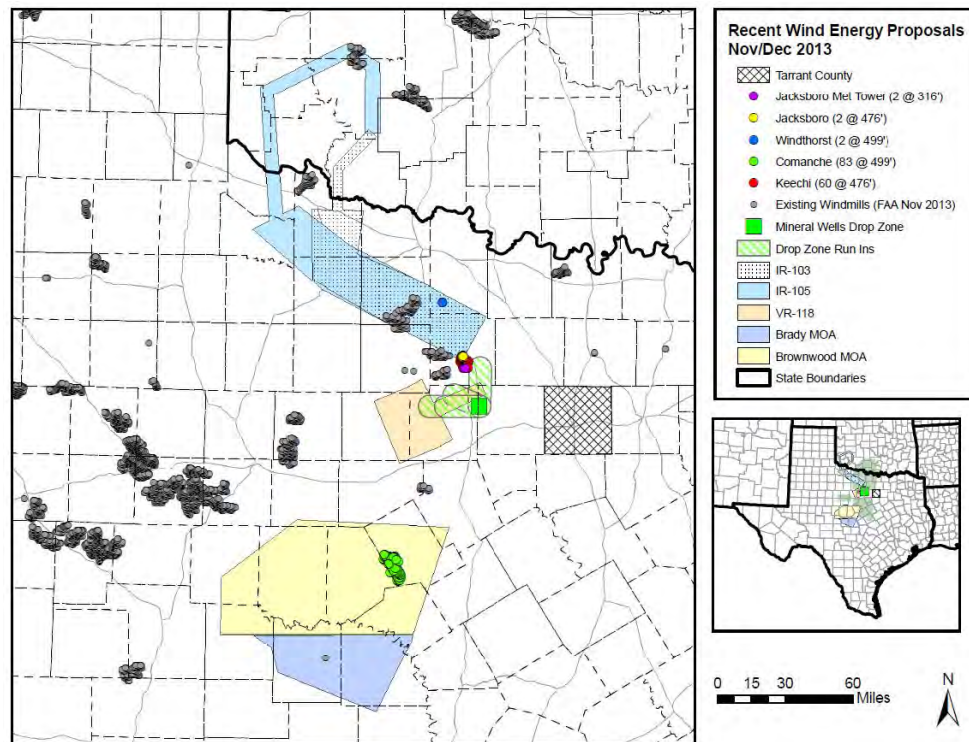 Recent Wind Energy Proposals
Nov/Dec 2013
Tarrant County
Jacksboro Met Tower (2 @ 316')
Jacksboro (2 @ 476')
Windthorst (2 @ 499')
Comanche (83 @ 499')
Keechi (60 @ 476')
Existing Windmills (FAA Nov 2013)
Mineral Wells Drop Zone
Drop Zone Run Ins
IR-103
IR-105
VR-118
Brady MOA
Brownwood MOA
State Boundaries
0 15 30 60
Miles
N